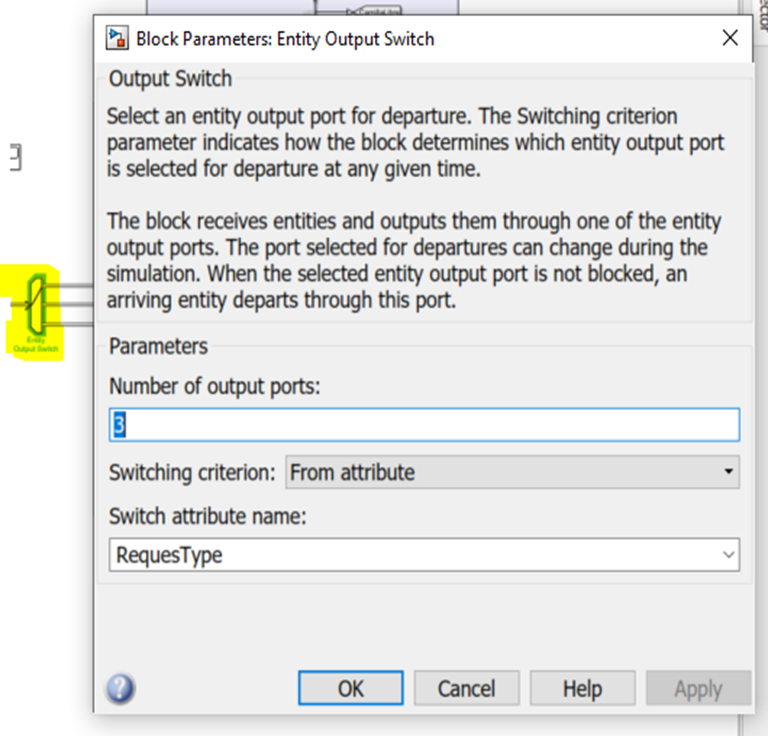 Block Parameters: Entity Output Switch
Output Switch
Select an entity output port for departure. The Switching criterion
parameter indicates how the block determines which entity output port
is selected for departure at any given time.
The block receives entities and outputs them through one of the entity
output ports. The port selected for departures can change during the
simulation. When the selected entity output port is not blocked, an
arriving entity departs through this port.
Entity
Output Switch
Parameters
Number of output ports:
3
Switching criterion: From attribute
Switch attribute name:
RequesType
OK Cancel Help Apply